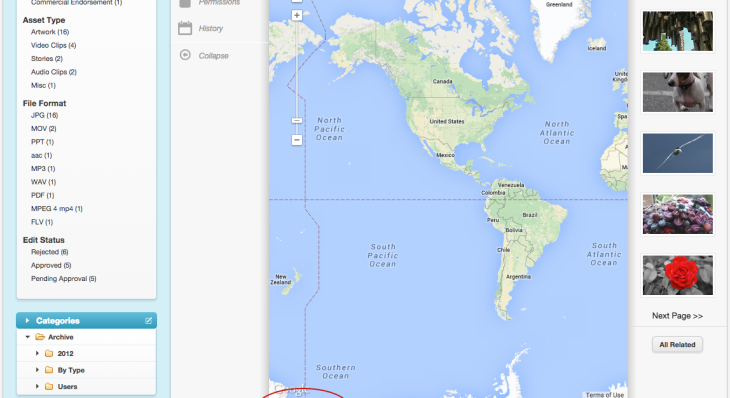 Commercial Endorsement (1)
Asset Type
Artwork (16)
Video Clips (4)
Stories (2)
Audio Clips (2)
Misc (1)
File Format
JPG (16)
MOV (2)
PPT (1)
aac (1)
MP3 (1)
WAV (1)
PDF (1)
MPEG 4 mp4 (1)
FLV (1)
Edit Status
Rejected (6)
Approved (5)
Pending Approval (5)
Categories
Archive
2012
By Type
Users
Permissions
History
Collapse
Greenland
Iceland
Canada
North
Pacific
Ocean
United States
North
Atlantic
Ocean
Mexico
Venezuela
Colombia
Peru
Brazil
Bolivia
Chile
South
Pacific
Ocean
South
Atlantic
Ocean
Argentina
New
Zealand
Southern
Ocean
Google
Terms of Use
Next Page >>
All Related